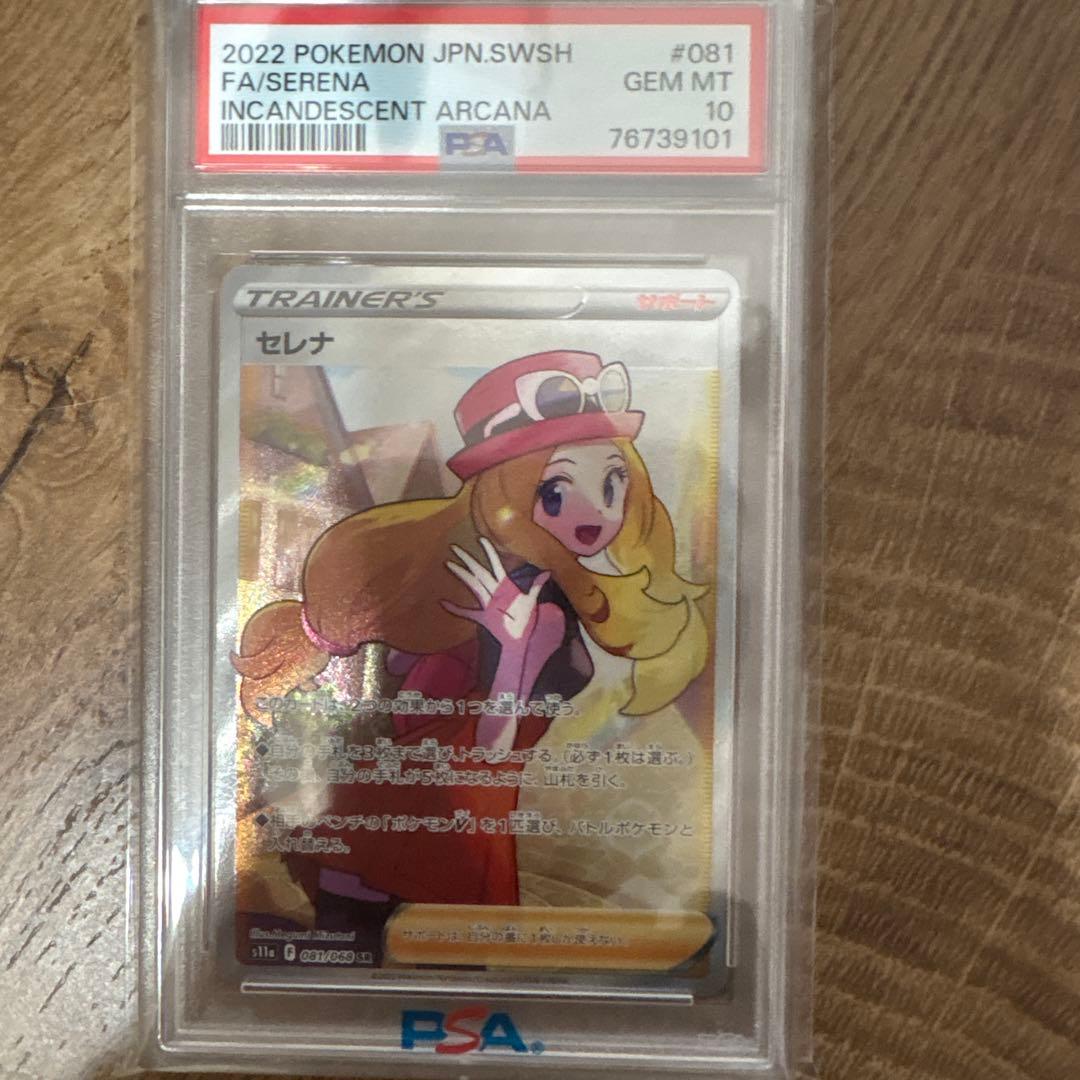 2022 POKEMON JPN.SWSH #081
FA/SERENA GEM MT
INCANDESCENT ARCANA 10
PSA 76739101
TRAINER'S サポート
セレナ
このカードは、2つの効果から1つを選んで使う。
◆自分の手札を3枚まで選び、トラッシュする。(必ず1枚は選ぶ。)
その後、自分の手札が5枚になるように、山札を引く。
◆相手のベンチの「ポケモンV」を1匹選び、バトルポケモンと
入れ替える。
Illus.Megumi Mizutani
サポートは、自分の番に1枚しか使えない。
s11a F 081/068 SR
PSA